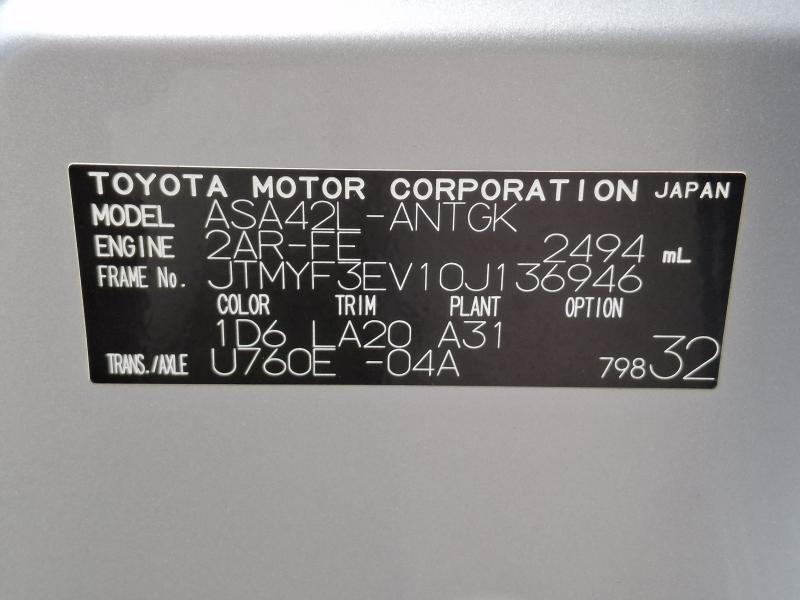 TOYOTA MOTOR CORPORATION JAPAN
MODEL ASA42L-ANTGK
ENGINE 2AR-FE 2494 mL
FRAME No. JTMYF3EV10J136946
COLOR TRIM PLANT OPTION
1D6 LA20 A31
TRANS./AXLE U760E -04A 798 32